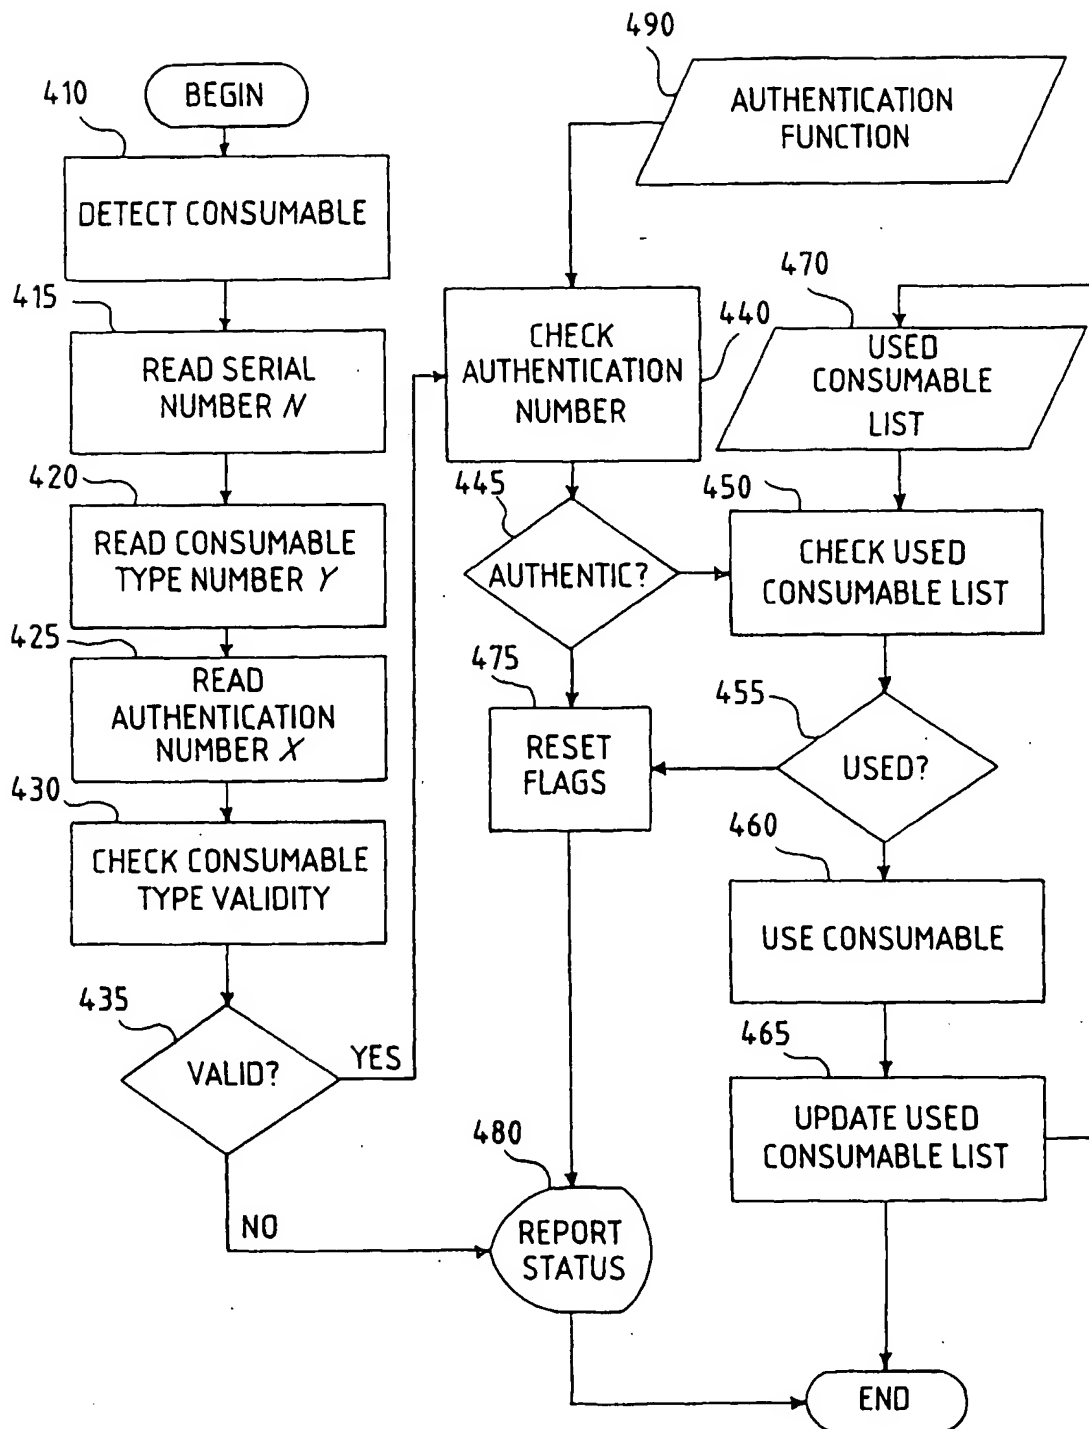 BEGIN
410
DETECT CONSUMABLE
415
READ SERIAL
NUMBER N
420
READ CONSUMABLE
TYPE NUMBER Y
425
READ
AUTHENTICATION
NUMBER X
430
CHECK CONSUMABLE
TYPE VALIDITY
435
VALID?
YES
NO
490
AUTHENTICATION
FUNCTION
CHECK
AUTHENTICATION
NUMBER
440
445
AUTHENTIC?
475
RESET
FLAGS
480
REPORT
STATUS
470
USED
CONSUMABLE
LIST
450
CHECK USED
CONSUMABLE LIST
455
USED?
460
USE CONSUMABLE
465
UPDATE USED
CONSUMABLE LIST
END